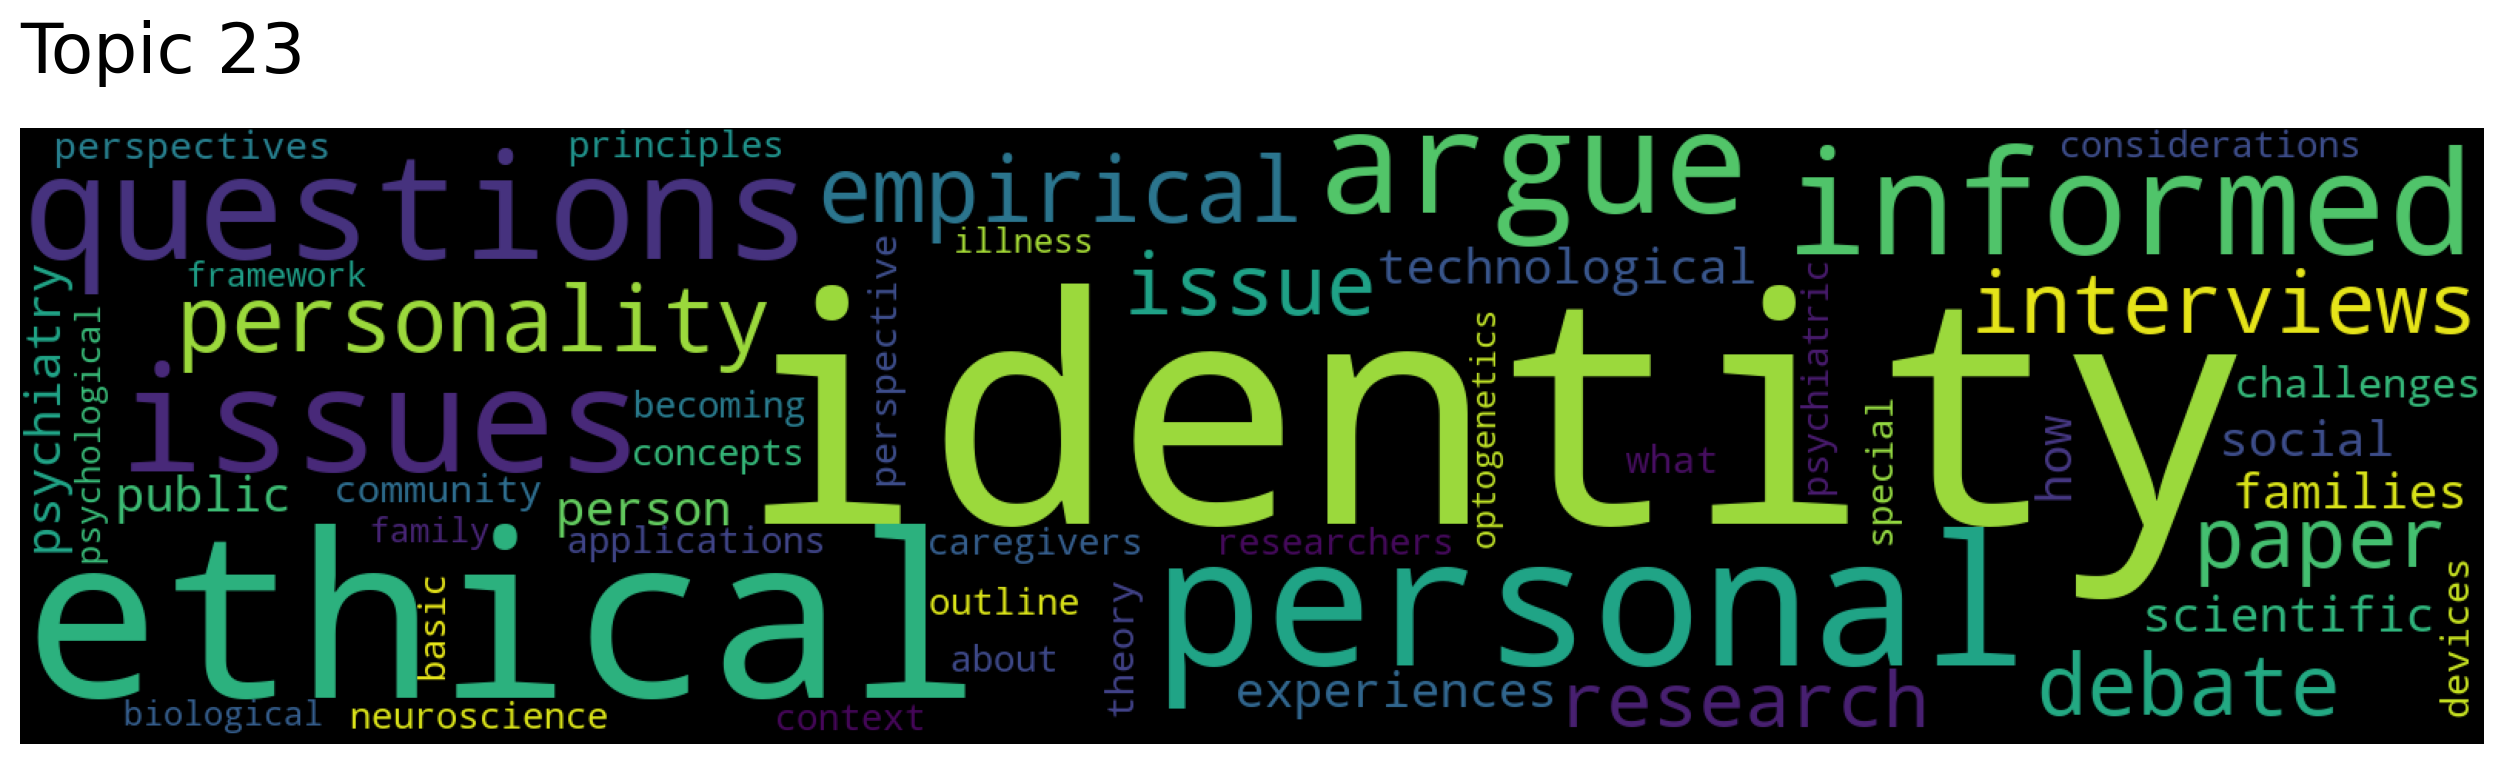 Topic 23
perspectives
principles
considerations
questions
empirical
argue
informed
illness
framework
personality
perspective
issue
technological
interviews
psychiatry
psychological
identity
issues
becoming
concepts
optogenetics
what
psychiatric
special
how
challenges
social
public
community
person
families
family
applications
caregivers
researchers
paper
ethical
basic
outline
about
theory
personal
scientific
devices
biological
neuroscience
context
experiences
research
debate